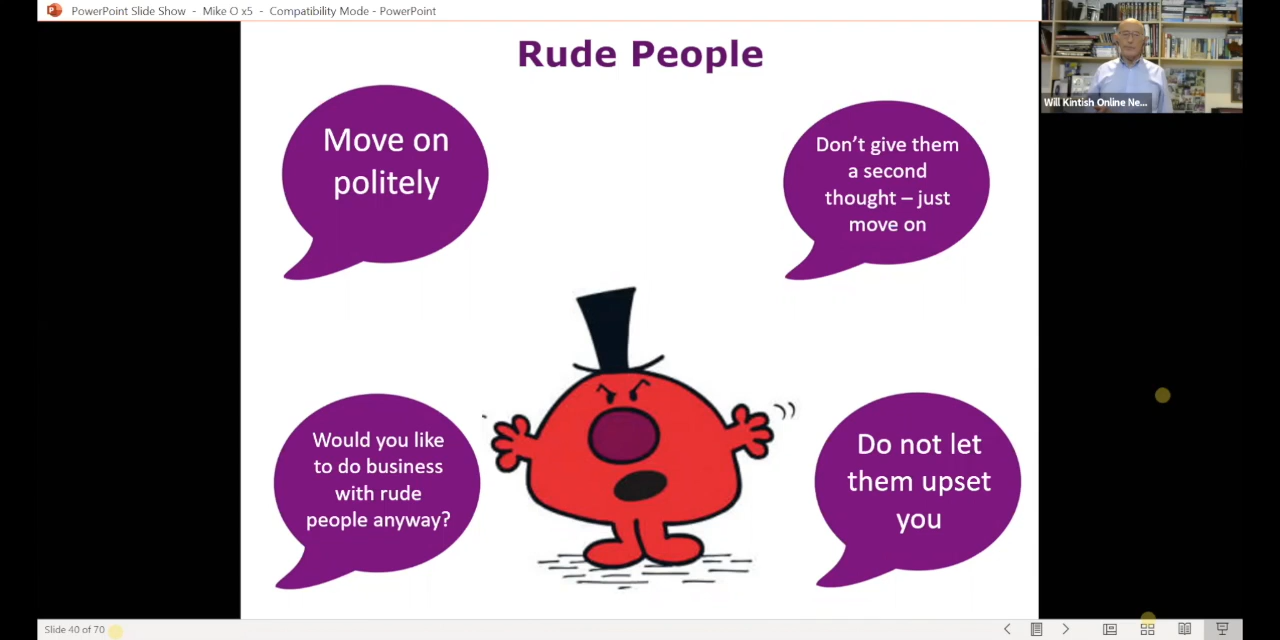 PowerPoint Slide Show - Mike O x5 - Compatibility Mode - PowerPoint
Will Kintish Online Ne...
Rude People
Move on
politely
Don’t give them
a second
thought – just
move on
Would you like
to do business
with rude
people anyway?
Do not let
them upset
you
Slide 40 of 70